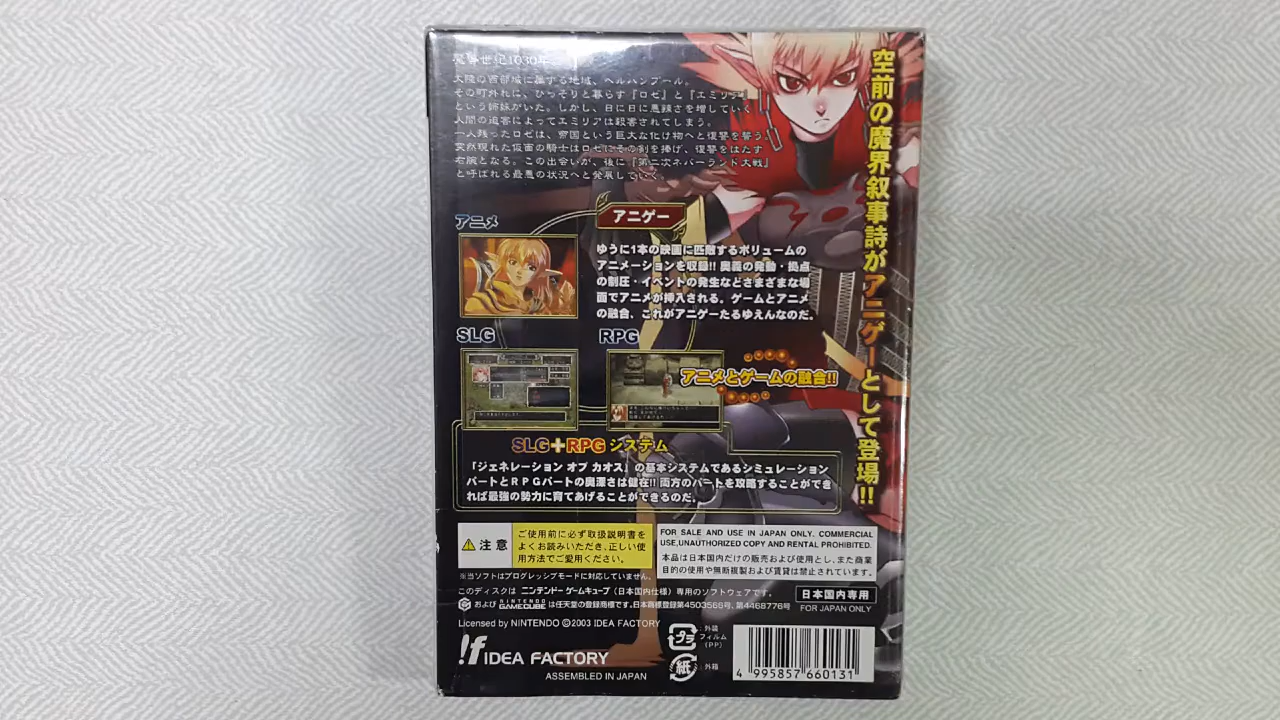 魔導世紀1030年
大陸の西部域に属する地域、ヘルハンプール。
その町外れに、ひっそりと暮らす『ロゼ』と『エミリア』
という姉妹がいた。しかし、日に日に悪辣さを増していく
人間の迫害によってエミリアは殺害されてしまう。
一人残ったロゼは、帝国という巨大な化け物へと復讐を誓う。
突然現れた仮面の騎士はロゼにその剣を捧げ、復讐をはたす
右腕となる。この出会いが、後に『第二次ネバーランド大戦』
と呼ばれる最悪の状況へと発展していく。
空前の魔界叙事詩がアニゲーとして登場!!
アニメ
アニゲー
ゆうに1本の映画に匹敵するボリュームの
アニメーションを収録!! 奥義の発動・拠点
の制圧・イベントの発生などさまざまな場
面でアニメが挿入される。ゲームとアニメ
の融合、これがアニゲーたるゆえんなのだ。
SLG
RPG
アニメとゲームの融合!!
SLG+RPG システム
『ジェネレーション オブ カオス』の基本システムであるシミュレーション
パートとRPGパートの奥深さは健在!! 両方のパートを攻略することができ
れば最強の勢力に育てあげることができるのだ。
注意
ご使用前に必ず取扱説明書を
よくお読みいただき、正しい使
用方法でご愛用ください。
FOR SALE AND USE IN JAPAN ONLY. COMMERCIAL
USE,UNAUTHORIZED COPY AND RENTAL PROHIBITED.
本品は日本国内だけの販売および使用とし、また商業
目的の使用や無断複製および賃貸は禁止されています。
※当ソフトはプログレッシブモードに対応していません。
このディスクは ニンテンドー ゲームキューブ（日本国内仕様）専用のソフトウェアです。
日本国内専用
FOR JAPAN ONLY
および NINTENDO GAMECUBE は任天堂の登録商標です。日本商標登録第4503566号、第4468776号
Licensed by NINTENDO ©2003 IDEA FACTORY
プラ
:外装
フィルム
(PP)
紙
:外箱
IF IDEA FACTORY
ASSEMBLED IN JAPAN
4 995857 660131